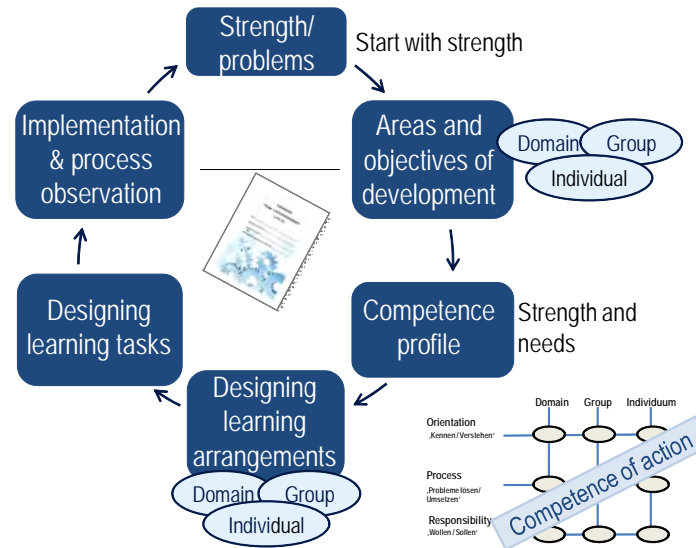 Strength/
problems
Start with strength
Implementation
& process
observation
Areas and
objectives of
development
Domain
Group
Individual
Designing
learning tasks
Competence
profile
Strength and
needs
Designing
learning
arrangements
Domain
Group
Individual
Domain Group Individuum
Orientation
‚Kennen / Verstehen‘
Process
‚Probleme lösen/
Umsetzen‘
Responsibility
‚Wollen / Sollen‘
Competence of action